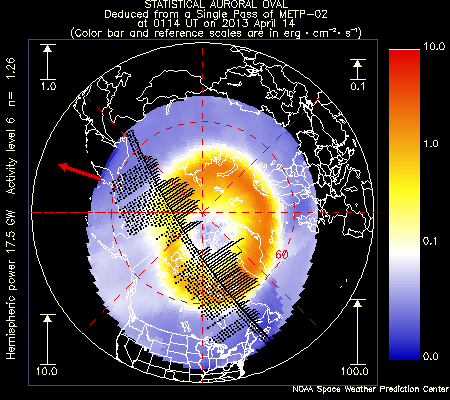 STATISTICAL AURORAL OVAL
Deduced from a Single Pass of METP-02
at 0114 UT on 2013 April 14
(Color bar and reference scales are in erg · cm⁻² · s⁻¹)
Hemispheric power 17.5 GW   Activity level 6   n=   1.26
1.0
0.1
10.0
100.0
60
10.0
1.0
0.1
0.0
NOAA Space Weather Prediction Center